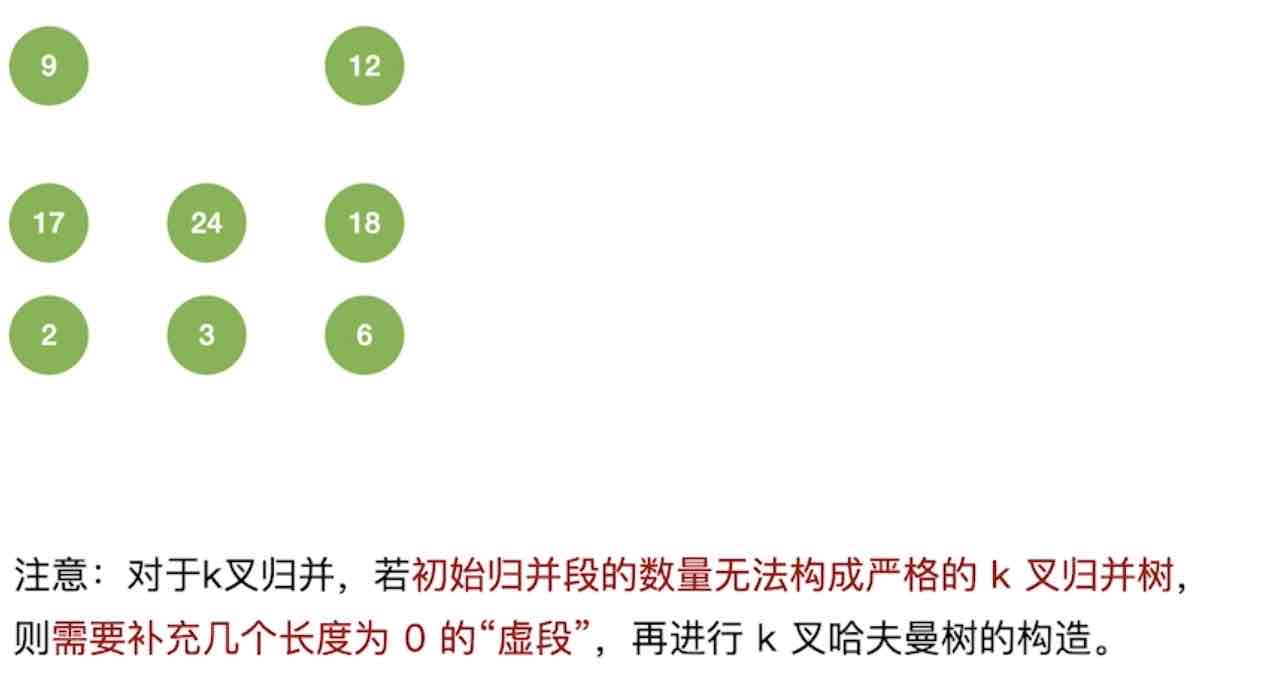 9 12
17 24 18
2 3 6
注意：对于k叉归并，若初始归并段的数量无法构成严格的 k 叉归并树，
则需要补充几个长度为 0 的“虚段”，再进行 k 叉哈夫曼树的构造。